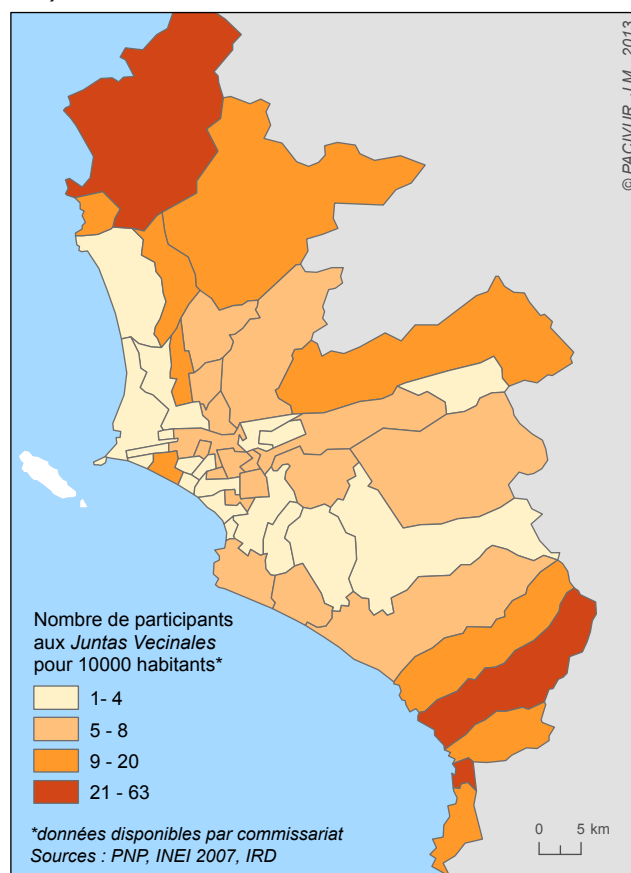 © PACIVUR, J.M., 2013
Nombre de participants
aux Juntas Vecinales
pour 10000 habitants*
1- 4
5 - 8
9 - 20
21 - 63
*données disponibles par commissariat
Sources : PNP, INEI 2007, IRD
0 5 km